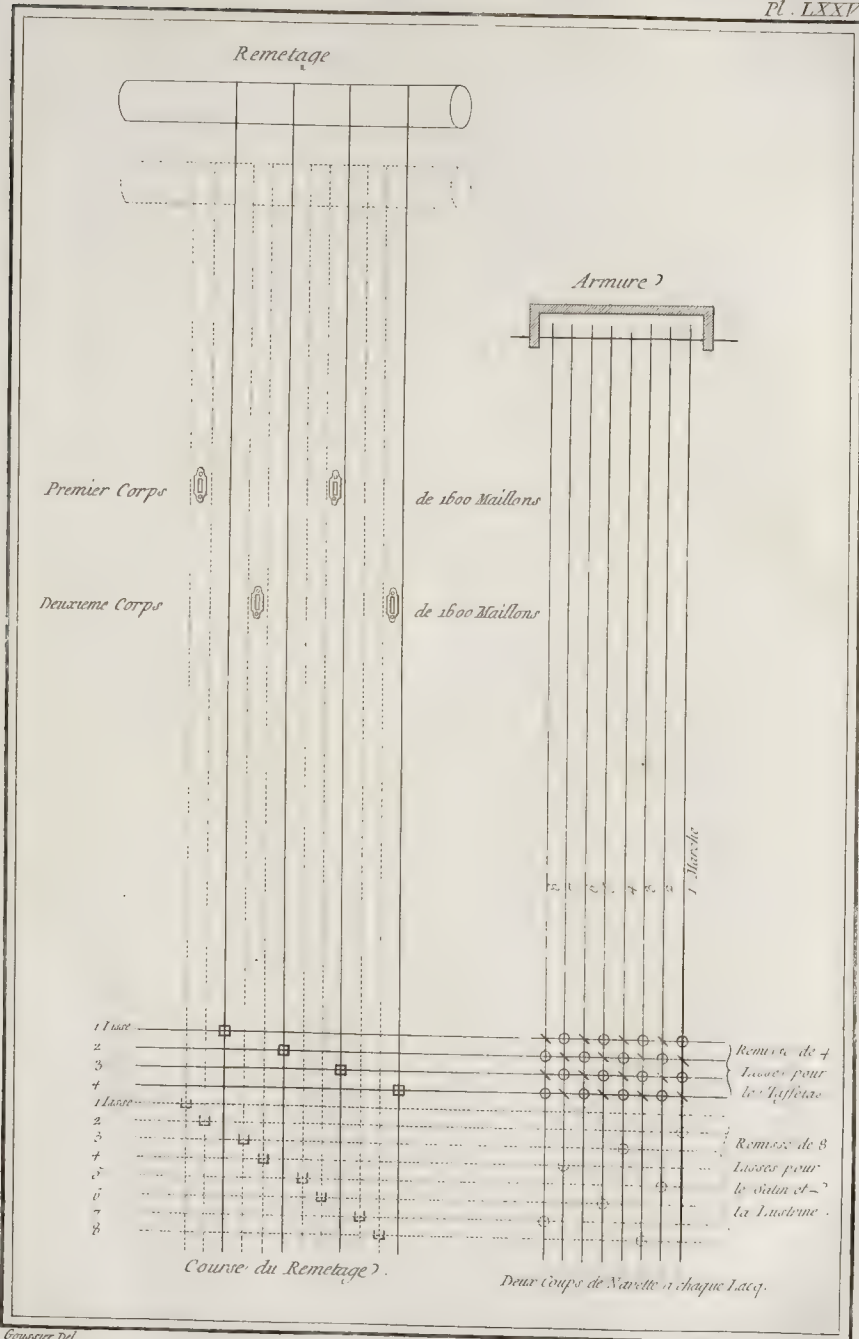 Pl. LXXV
Remetage
Armure
Premier Corps
de 1600 Maillons
Deuxieme Corps
de 1600 Maillons
1 Marche
2
3
4
1 Lisse
2
3
4
1 Lisse
2
3
4
5
6
7
8
Remisse de 4
Lisses pour
le Taffetas
Remisse de 8
Lisses pour
le Satin et
la Lustrine.
Course du Remetage.
Deux Coups de Navette a chaque Lacq.
Goussier Del